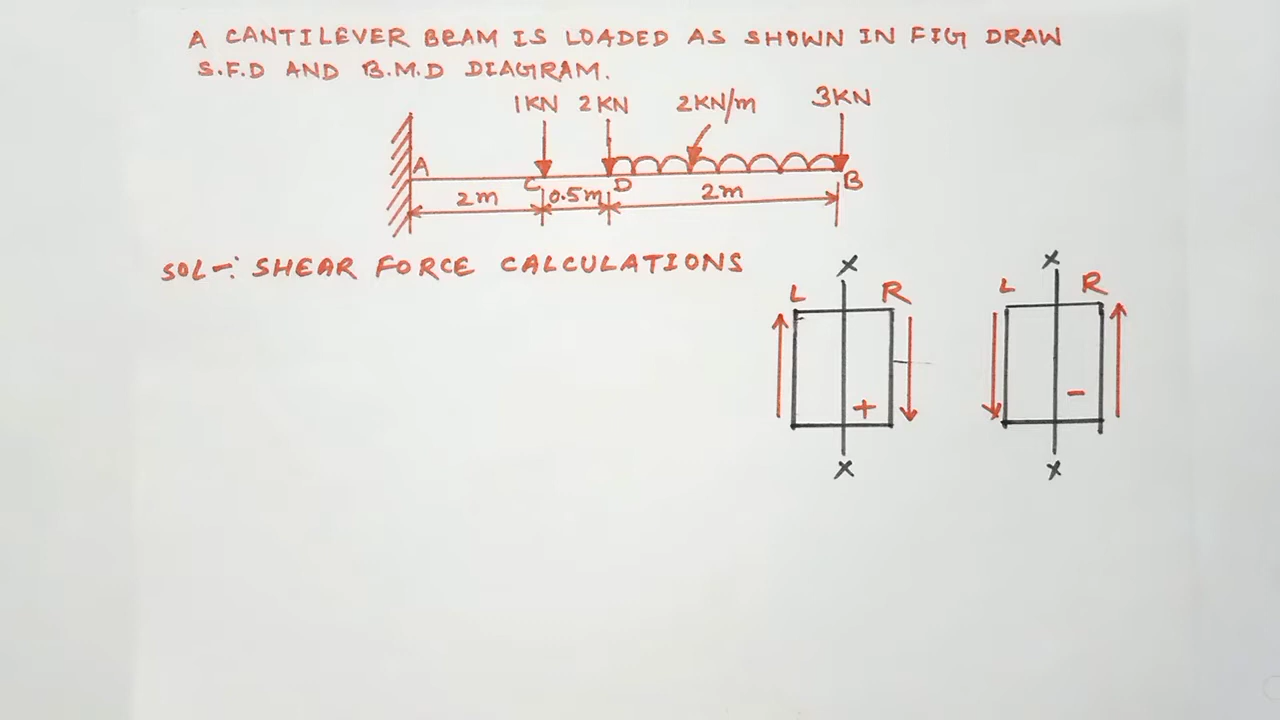 A CANTILEVER BEAM IS LOADED AS SHOWN IN FIG DRAW
S.F.D AND B.M.D DIAGRAM.
1KN 2KN 2KN/m 3KN
A C D B
2m 0.5m 2m
SOL-: SHEAR FORCE CALCULATIONS
X X
L R L R
+ -
X X